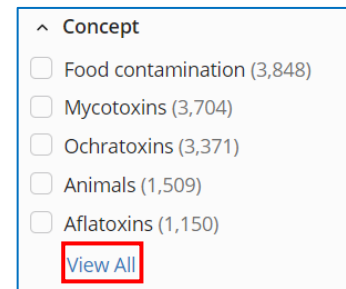 Concept
Food contamination (3,848)
Mycotoxins (3,704)
Ochratoxins (3,371)
Animals (1,509)
Aflatoxins (1,150)
View All